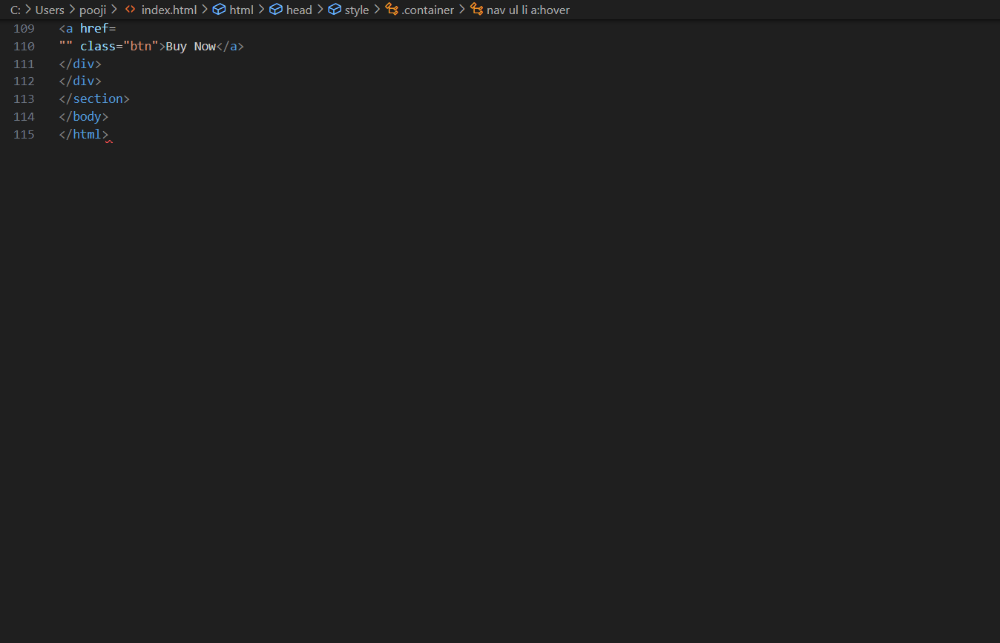 C: > Users > pooji > <> index.html > html > head > style > .container > nav ul li a:hover
109 <a href=
110 "" class="btn">Buy Now</a>
111 </div>
112 </div>
113 </section>
114 </body>
115 </html>